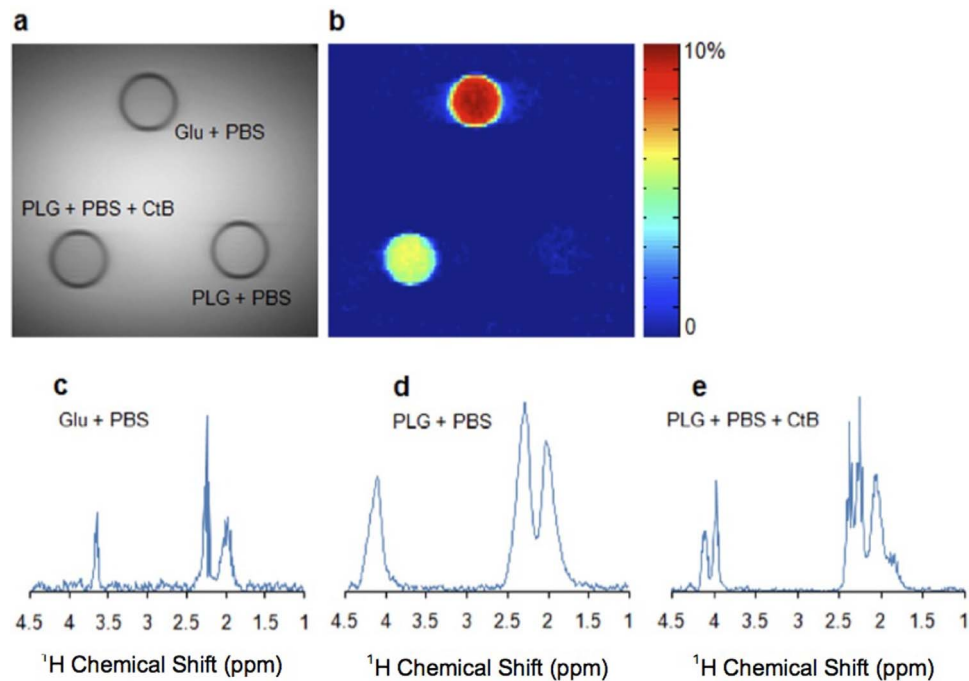 a
b
Glu + PBS
PLG + PBS + CtB
PLG + PBS
10%
0
c
Glu + PBS
4.5 4 3.5 3 2.5 2 1.5 1
¹H Chemical Shift (ppm)
d
PLG + PBS
4.5 4 3.5 3 2.5 2 1.5 1
¹H Chemical Shift (ppm)
e
PLG + PBS + CtB
4.5 4 3.5 3 2.5 2 1.5 1
¹H Chemical Shift (ppm)